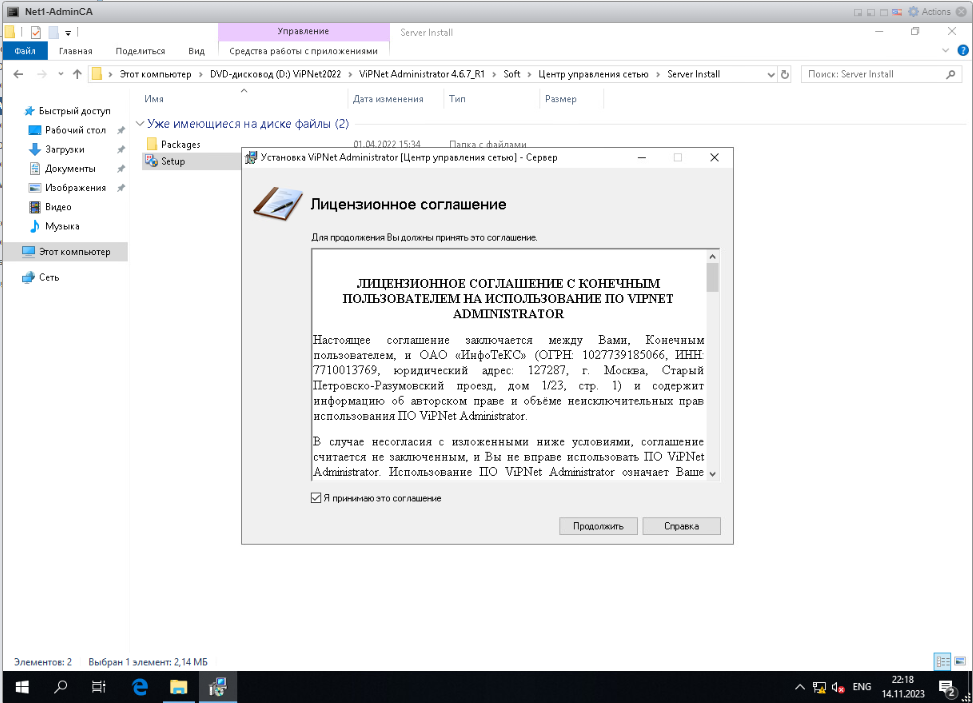 Net1-AdminCA
Actions
Управление
Server Install
Файл
Главная
Поделиться
Вид
Средства работы с приложениями
Этот компьютер > DVD-дисковод (D:) ViPNet2022 > ViPNet Administrator 4.6.7_R1 > Soft > Центр управления сетью > Server Install
Поиск: Server Install
Имя
Дата изменения
Тип
Размер
Быстрый доступ
Рабочий стол
Загрузки
Документы
Изображения
Видео
Музыка
Этот компьютер
Сеть
Уже имеющиеся на диске файлы (2)
Packages
01.04.2022 15:34
Папка с файлами
Setup
Установка ViPNet Administrator [Центр управления сетью] - Сервер
Лицензионное соглашение
Для продолжения Вы должны принять это соглашение.
ЛИЦЕНЗИОННОЕ СОГЛАШЕНИЕ С КОНЕЧНЫМ
ПОЛЬЗОВАТЕЛЕМ НА ИСПОЛЬЗОВАНИЕ ПО VIPNET
ADMINISTRATOR
Настоящее соглашение заключается между Вами, Конечным
пользователем, и ОАО «ИнфоТеКС» (ОГРН: 1027739185066, ИНН:
7710013769, юридический адрес: 127287, г. Москва, Старый
Петровско-Разумовский проезд, дом 1/23, стр. 1) и содержит
информацию об авторском праве и объёме неисключительных прав
использования ПО ViPNet Administrator.
В случае несогласия с изложенными ниже условиями, соглашение
считается не заключенным, и Вы не вправе использовать ПО ViPNet
Administrator. Использование ПО ViPNet Administrator означает Ваше
Я принимаю это соглашение
Продолжить
Справка
Элементов: 2
Выбран 1 элемент: 2,14 МБ
ENG
22:18
14.11.2023
2